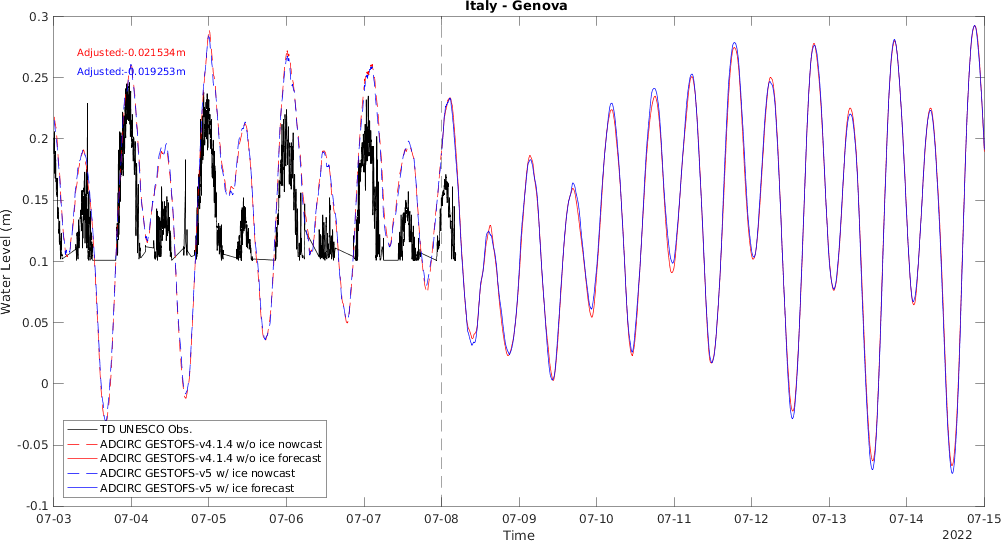 Italy - Genova
Adjusted:-0.021534m
Adjusted:-0.019253m
Water Level (m)
0.3
0.25
0.2
0.15
0.1
0.05
0
-0.05
-0.1
TD UNESCO Obs.
ADCIRC GESTOFS-v4.1.4 w/o ice nowcast
ADCIRC GESTOFS-v4.1.4 w/o ice forecast
ADCIRC GESTOFS-v5 w/ ice nowcast
ADCIRC GESTOFS-v5 w/ ice forecast
07-03 07-04 07-05 07-06 07-07 07-08 07-09 07-10 07-11 07-12 07-13 07-14 07-15
Time
2022